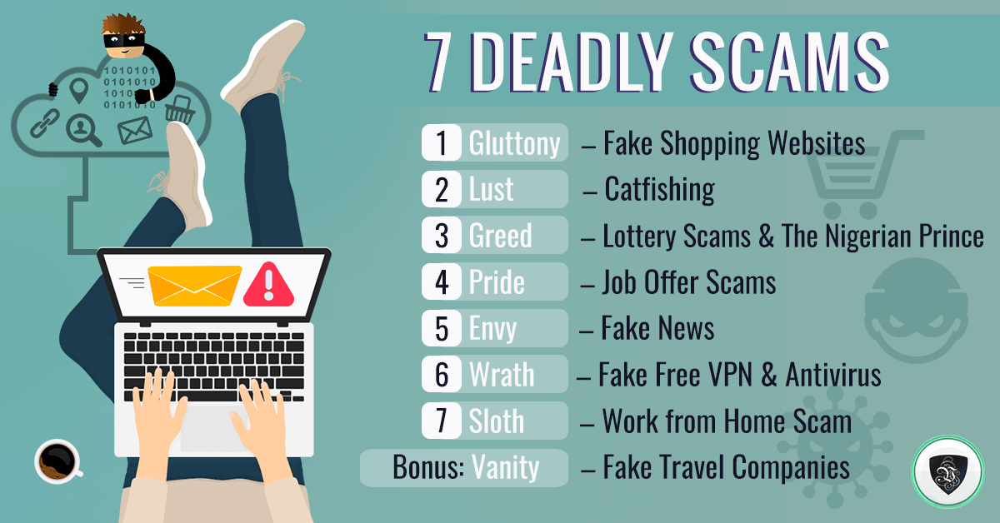 7 DEADLY SCAMS
1 Gluttony – Fake Shopping Websites
2 Lust – Catfishing
3 Greed – Lottery Scams & The Nigerian Prince
4 Pride – Job Offer Scams
5 Envy – Fake News
6 Wrath – Fake Free VPN & Antivirus
7 Sloth – Work from Home Scam
Bonus: Vanity – Fake Travel Companies
1010101
0101010
1010
0101010